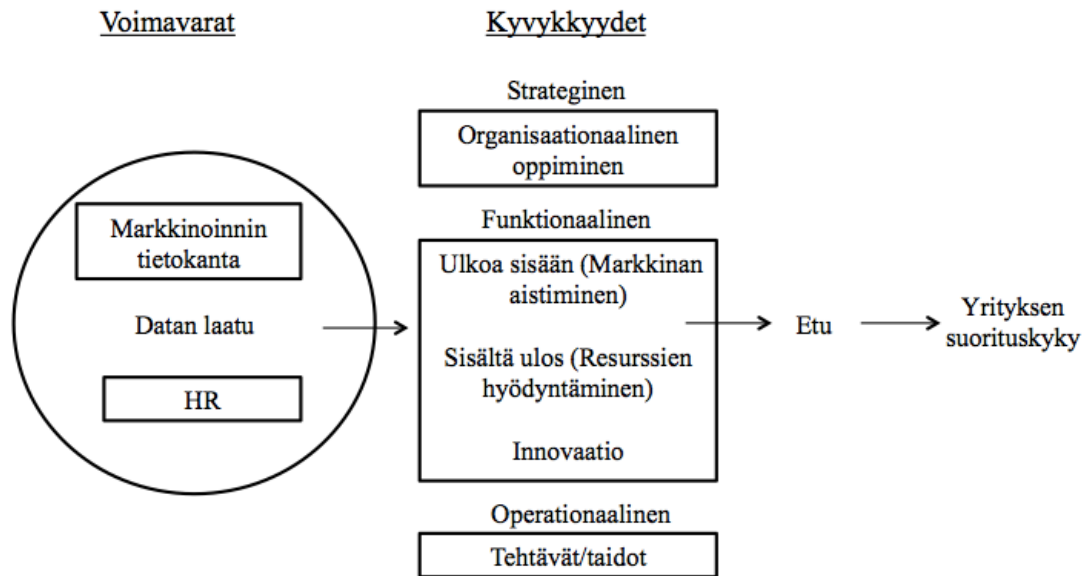 Voimavarat
Kyvykkyydet
Markkinoinnin
tietokanta
Datan laatu
HR
Strateginen
Organisaationaalinen
oppiminen
Funktionaalinen
Ulkoa sisään (Markkinan
aistiminen)
Sisältä ulos (Resurssien
hyödyntäminen)
Innovaatio
Operationaalinen
Tehtävät/taidot
Etu
Yrityksen
suorituskyky